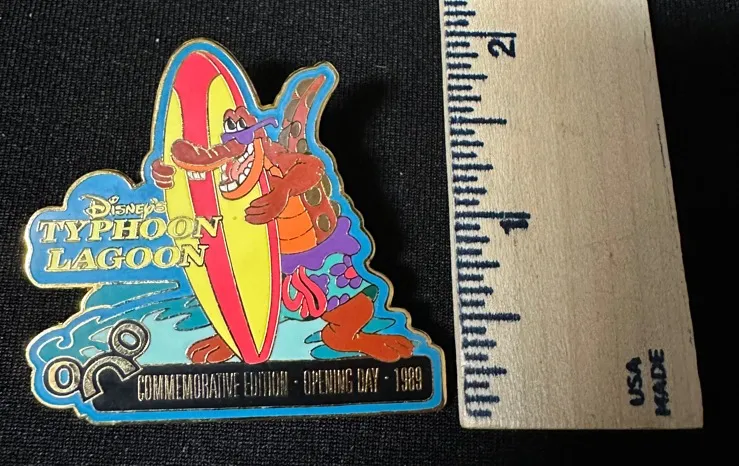 DISNEY'S
TYPHOON
LAGOON
COMMEMORATIVE EDITION · OPENING DAY · 1989
2
1
USA
MADE